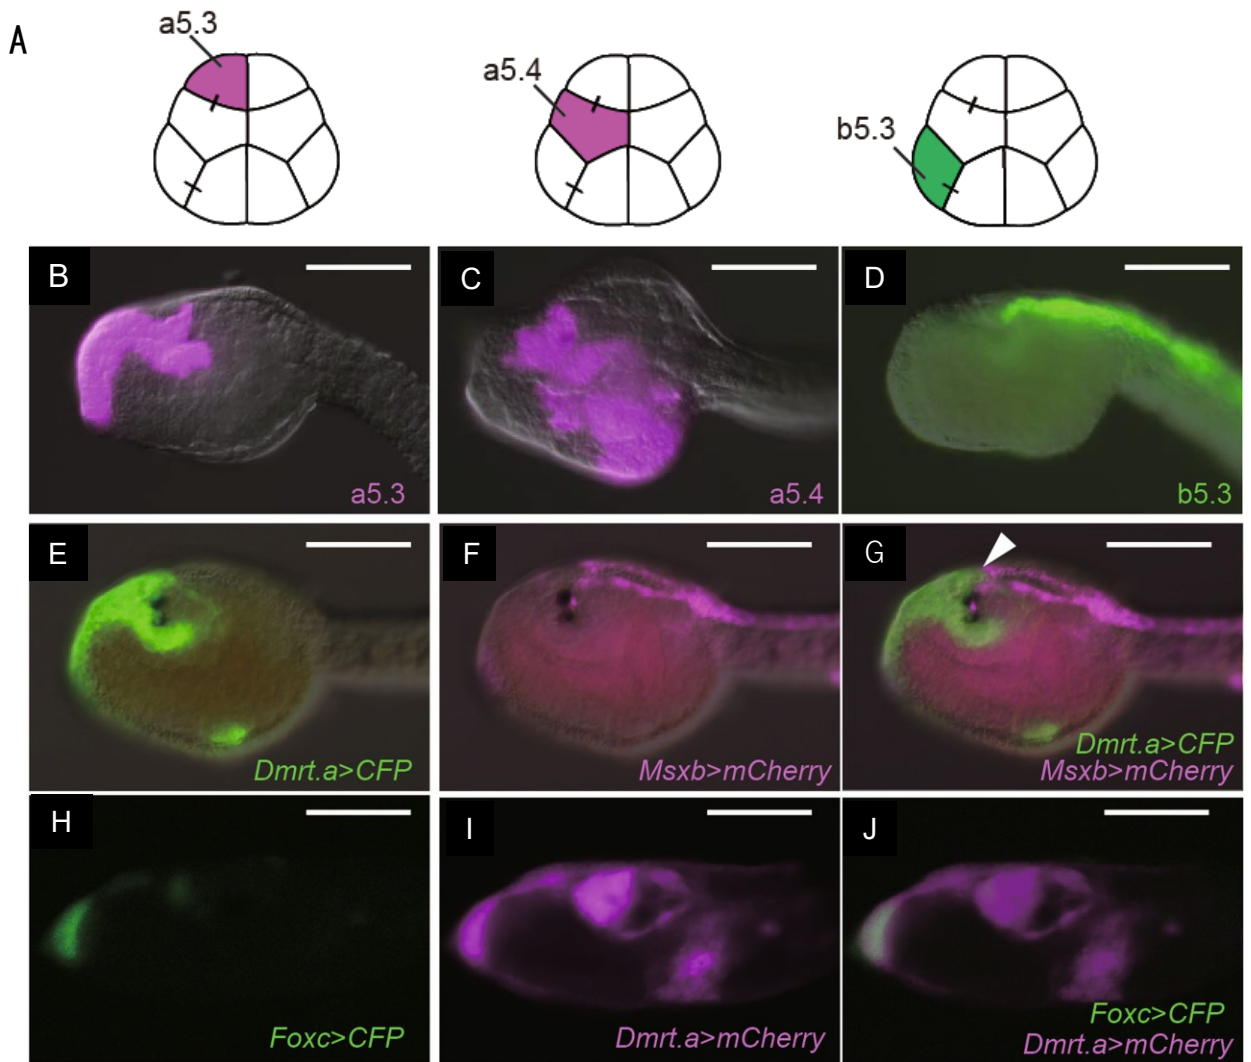 A
a5.3
a5.4
b5.3
B
C
D
a5.3
a5.4
b5.3
E
F
G
Dmrt.a>CFP
Msxb>mCherry
Dmrt.a>CFP
Msxb>mCherry
H
I
J
Foxc>CFP
Dmrt.a>mCherry
Foxc>CFP
Dmrt.a>mCherry